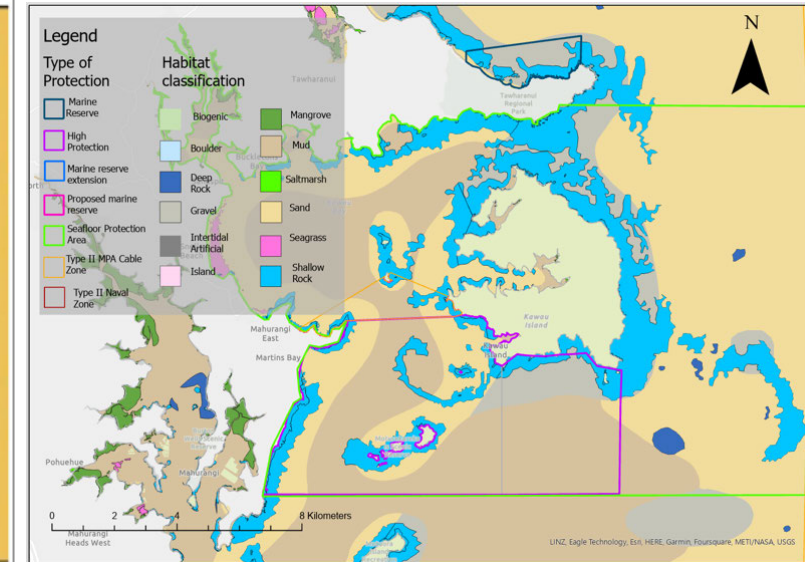 Legend
Type of
Protection
Marine
Reserve
High
Protection
Marine reserve
extension
Proposed marine
reserve
Seafloor Protection
Area
Type II MPA Cable
Zone
Type II Naval
Zone
Habitat
classification
Biogenic
Boulder
Deep
Rock
Gravel
Intertidal
Artificial
Island
Mangrove
Mud
Saltmarsh
Sand
Seagrass
Shallow
Rock
N
Tawharanui
Tawharanui
Regional
Park
Mahurangi
East
Martins Bay
Kawau
Island
Kawau
Island
Pohuehue
Mahurangi
Mahurangi
Heads West
0 2 4 8 Kilometers
LINZ, Eagle Technology, Esri, HERE, Garmin, Foursquare, METI/NASA, USGS